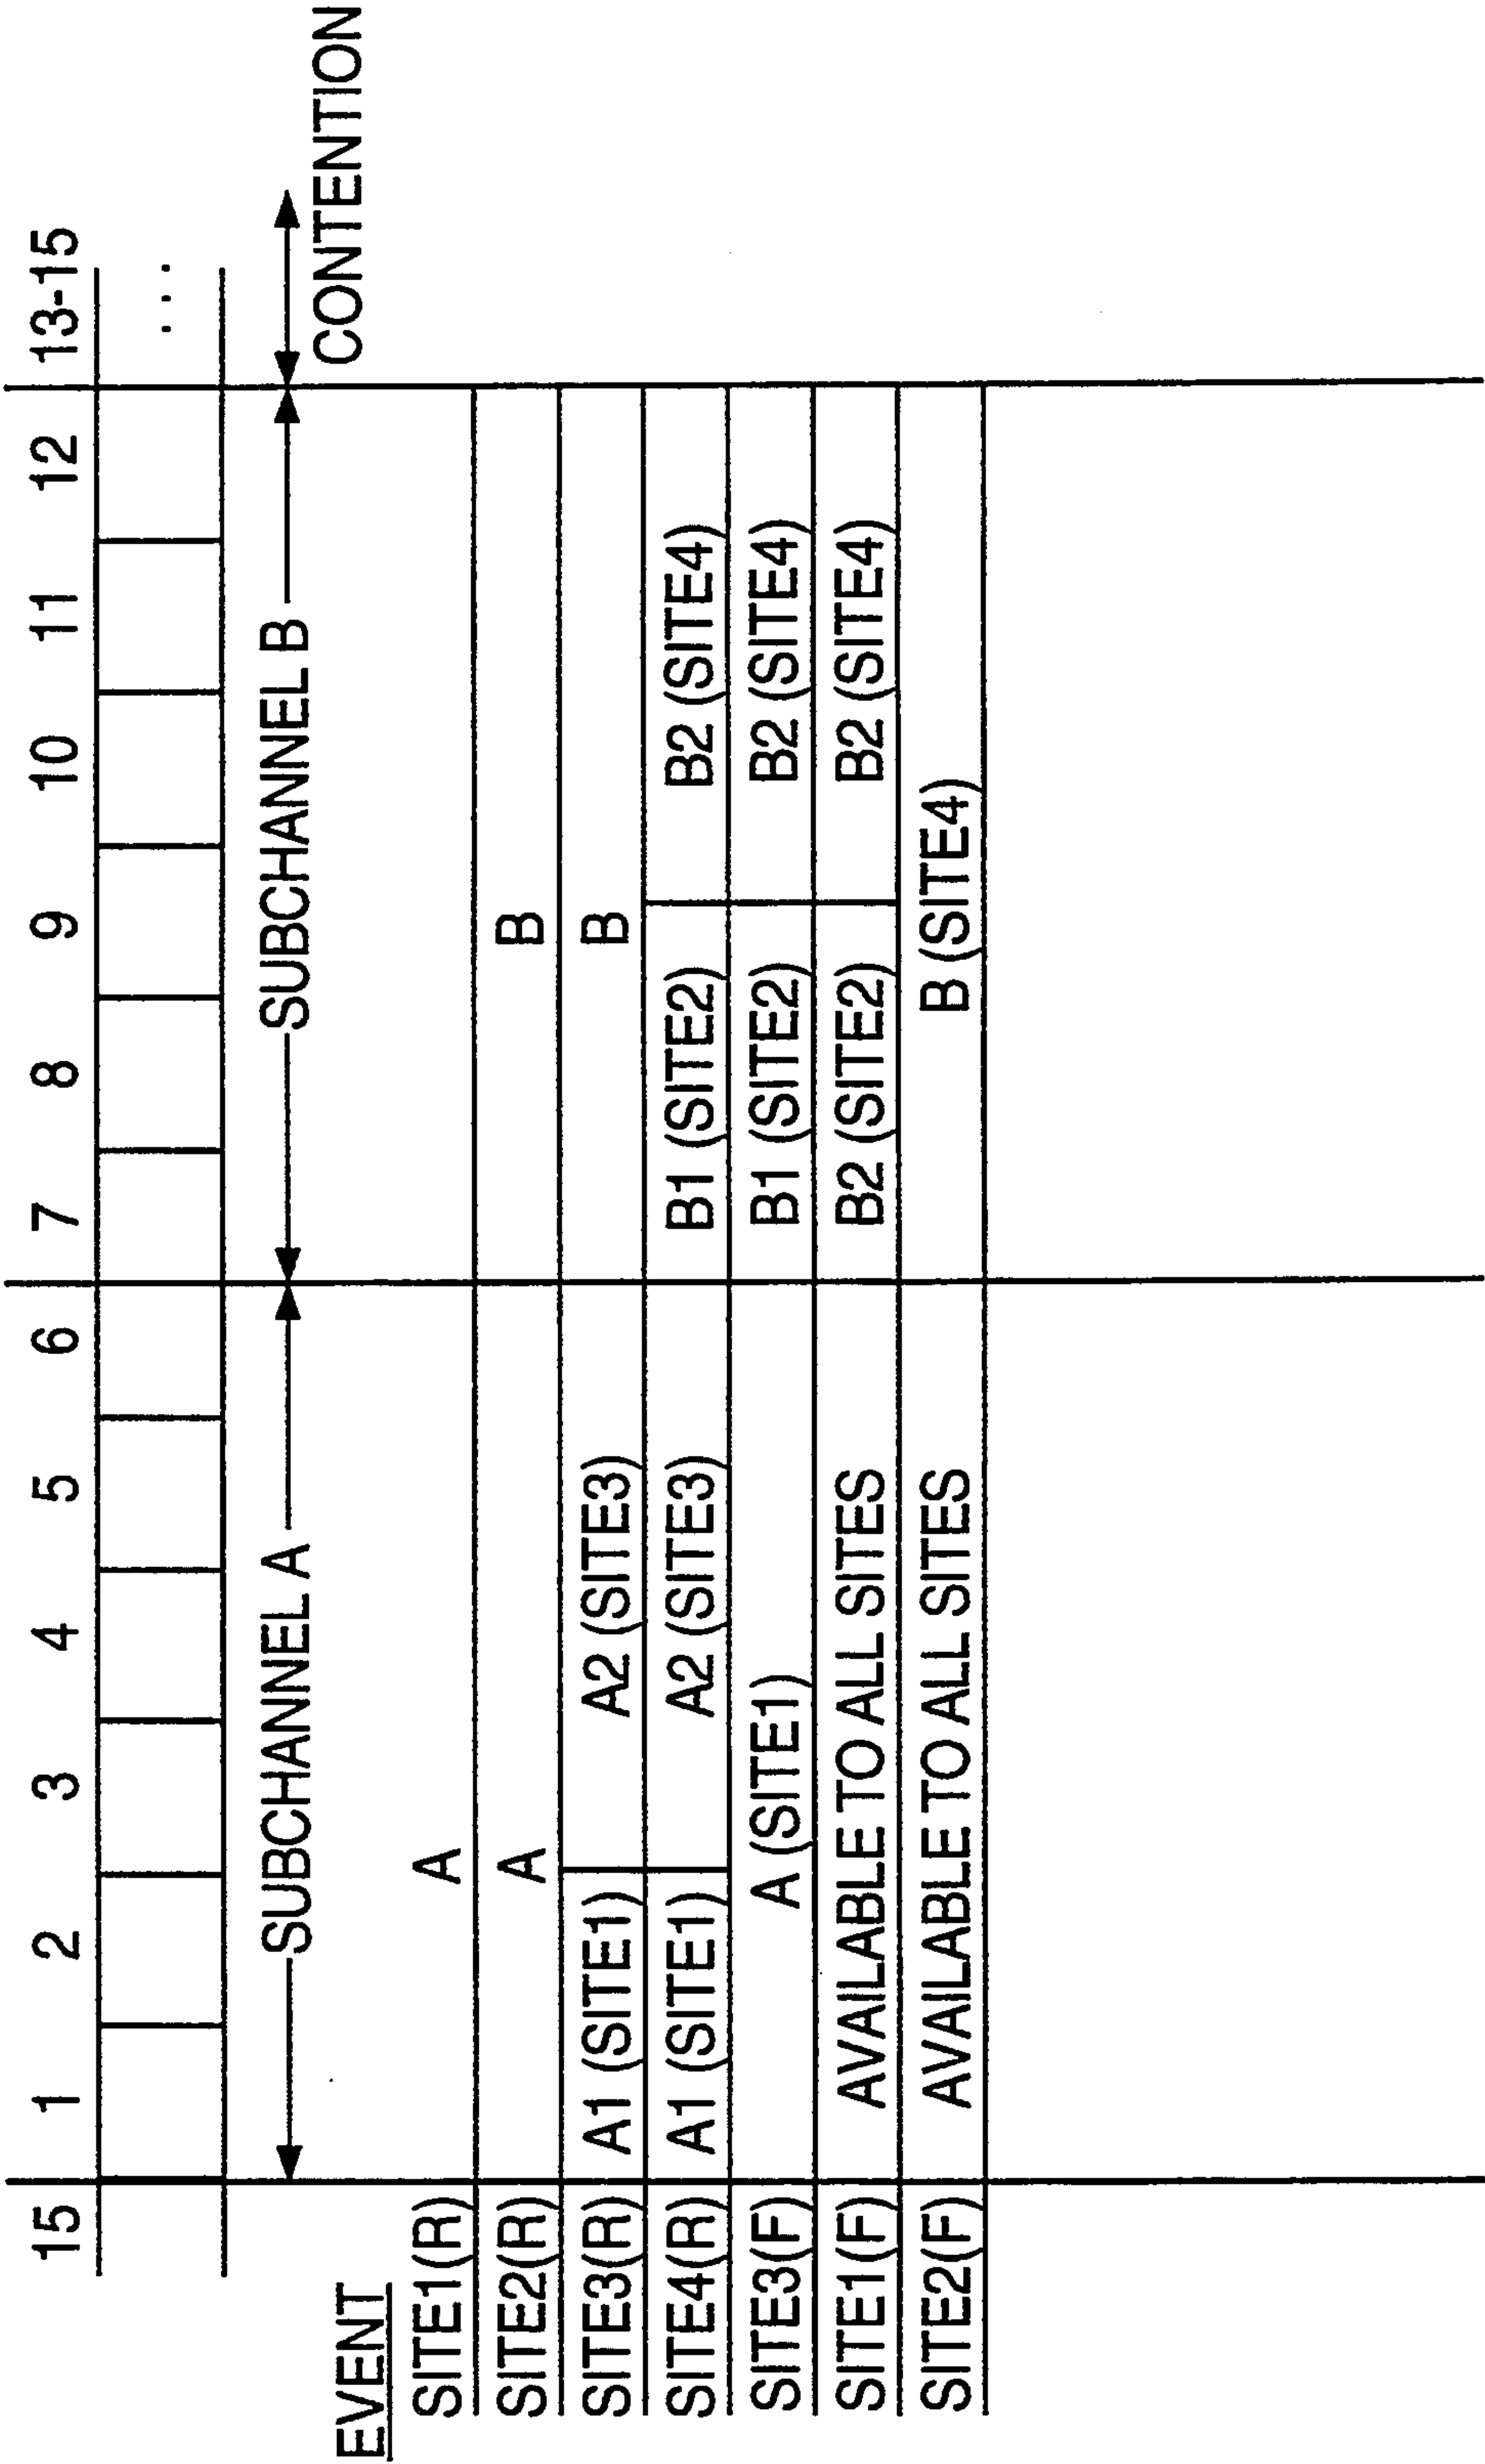 15 1 2 3 4 5 6 7 8 9 10 11 12 13-15
...
SUBCHANNEL A SUBCHANNEL B
CONTENTION
EVENT
SITE1(R) A
SITE2(R) A B
SITE3(R) A1 (SITE1) A2 (SITE3) B
SITE4(R) A1 (SITE1) A2 (SITE3) B1 (SITE2) B2 (SITE4)
SITE3(F) A (SITE1) B1 (SITE2) B2 (SITE4)
SITE1(F) AVAILABLE TO ALL SITES B2 (SITE2) B2 (SITE4)
SITE2(F) AVAILABLE TO ALL SITES B (SITE4)